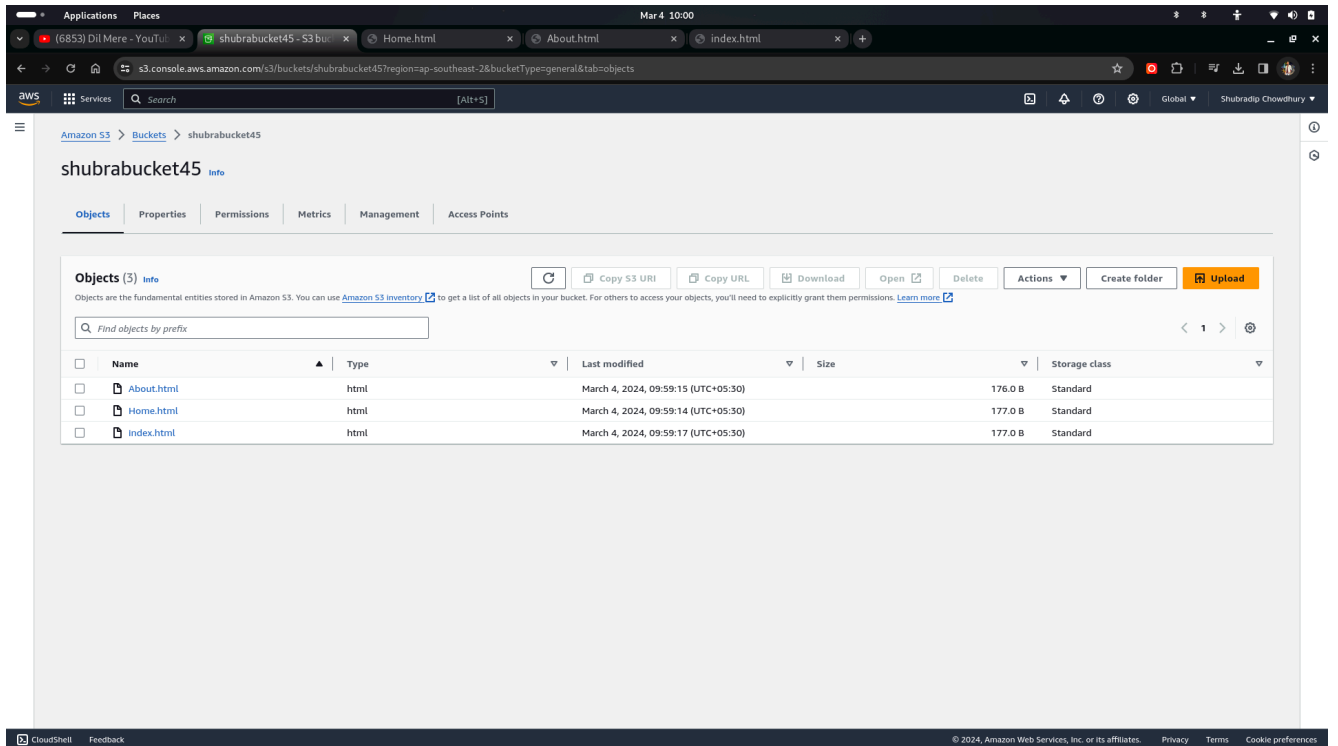 Applications Places Mar 4 10:00
(6853) Dil Mere - YouTu shubrabucket45 - S3 buc Home.html About.html index.html
s3.console.aws.amazon.com/s3/buckets/shubrabucket45?region=ap-southeast-2&bucketType=general&tab=objects
aws Services Search [Alt+S] Global Shubradip Chowdhury
Amazon S3 > Buckets > shubrabucket45
shubrabucket45 Info
Objects Properties Permissions Metrics Management Access Points
Objects (3) Info Copy S3 URI Copy URL Download Open Delete Actions Create folder Upload
Objects are the fundamental entities stored in Amazon S3. You can use Amazon S3 inventory to get a list of all objects in your bucket. For others to access your objects, you'll need to explicitly grant them permissions. Learn more
Find objects by prefix < 1 >
Name Type Last modified Size Storage class
About.html html March 4, 2024, 09:59:15 (UTC+05:30) 176.0 B Standard
Home.html html March 4, 2024, 09:59:14 (UTC+05:30) 177.0 B Standard
index.html html March 4, 2024, 09:59:17 (UTC+05:30) 177.0 B Standard
CloudShell Feedback © 2024, Amazon Web Services, Inc. or its affiliates. Privacy Terms Cookie preferences